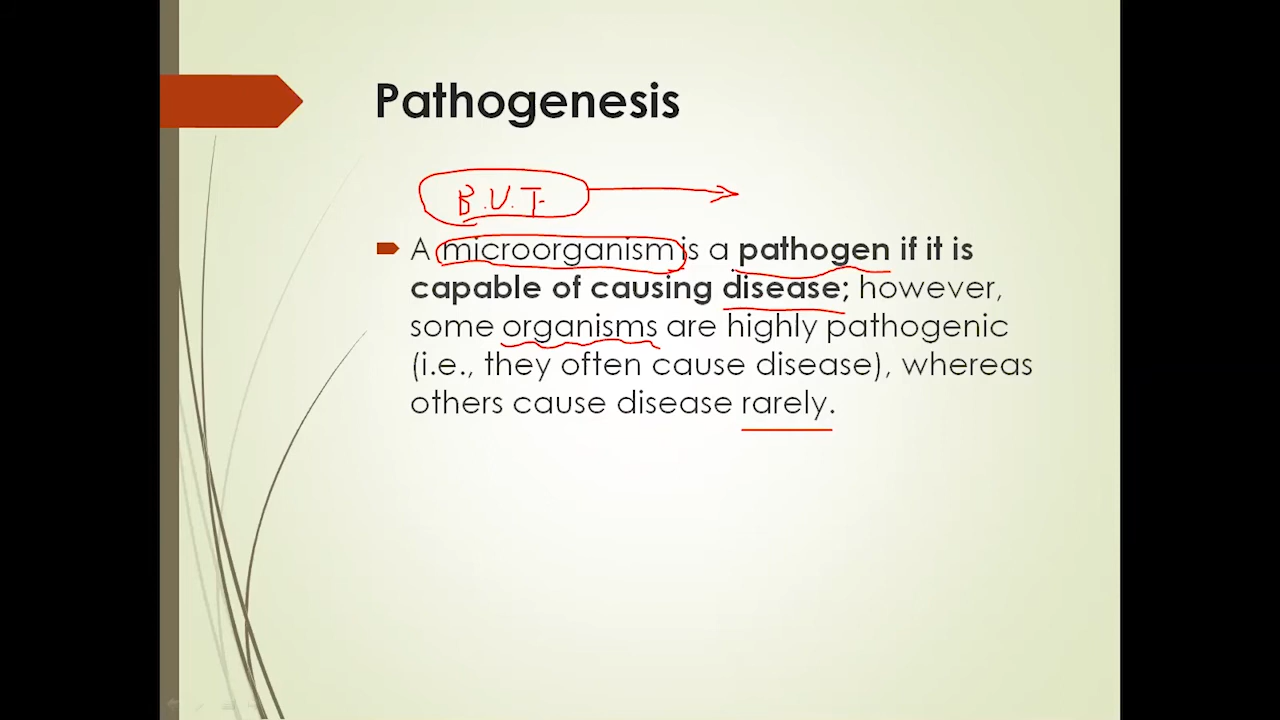 Pathogenesis
B.V.F
A microorganism is a pathogen if it is
capable of causing disease; however,
some organisms are highly pathogenic
(i.e., they often cause disease), whereas
others cause disease rarely.